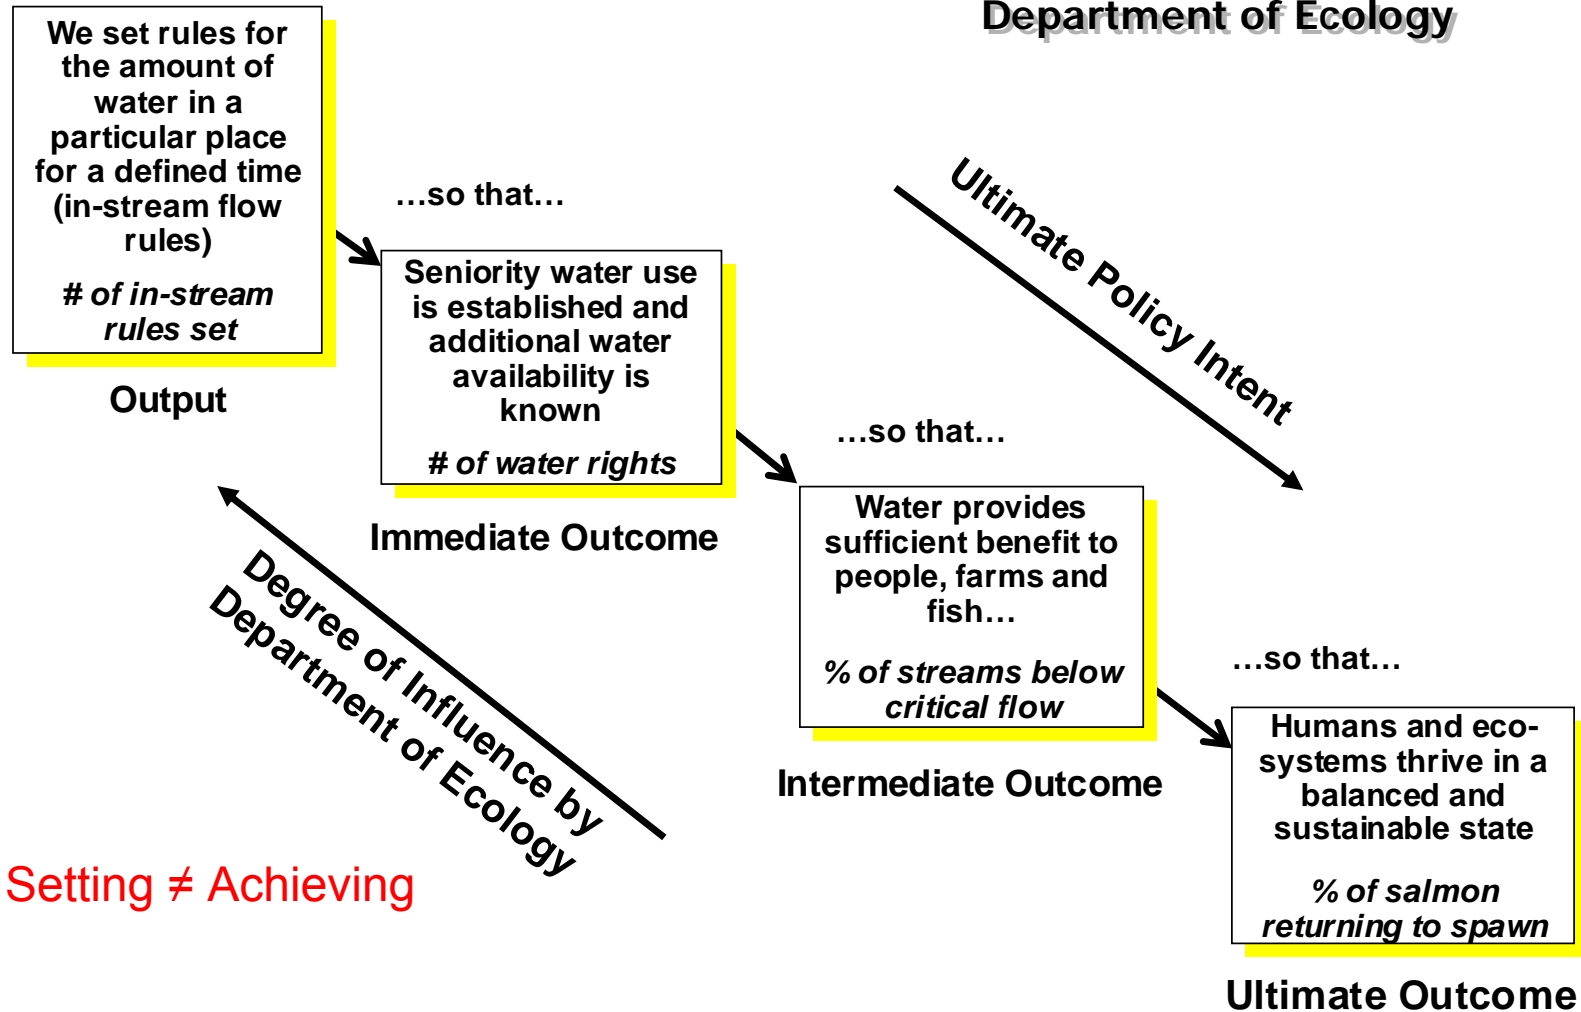 Department of Ecology
We set rules for
the amount of
water in a
particular place
for a defined time
(in-stream flow
rules)
# of in-stream
rules set
Output
…so that…
Seniority water use
is established and
additional water
availability is
known
# of water rights
Immediate Outcome
…so that…
Water provides
sufficient benefit to
people, farms and
fish…
% of streams below
critical flow
Intermediate Outcome
…so that…
Humans and eco-
systems thrive in a
balanced and
sustainable state
% of salmon
returning to spawn
Ultimate Outcome
Ultimate Policy Intent
Degree of Influence by
Department of Ecology
Setting ≠ Achieving